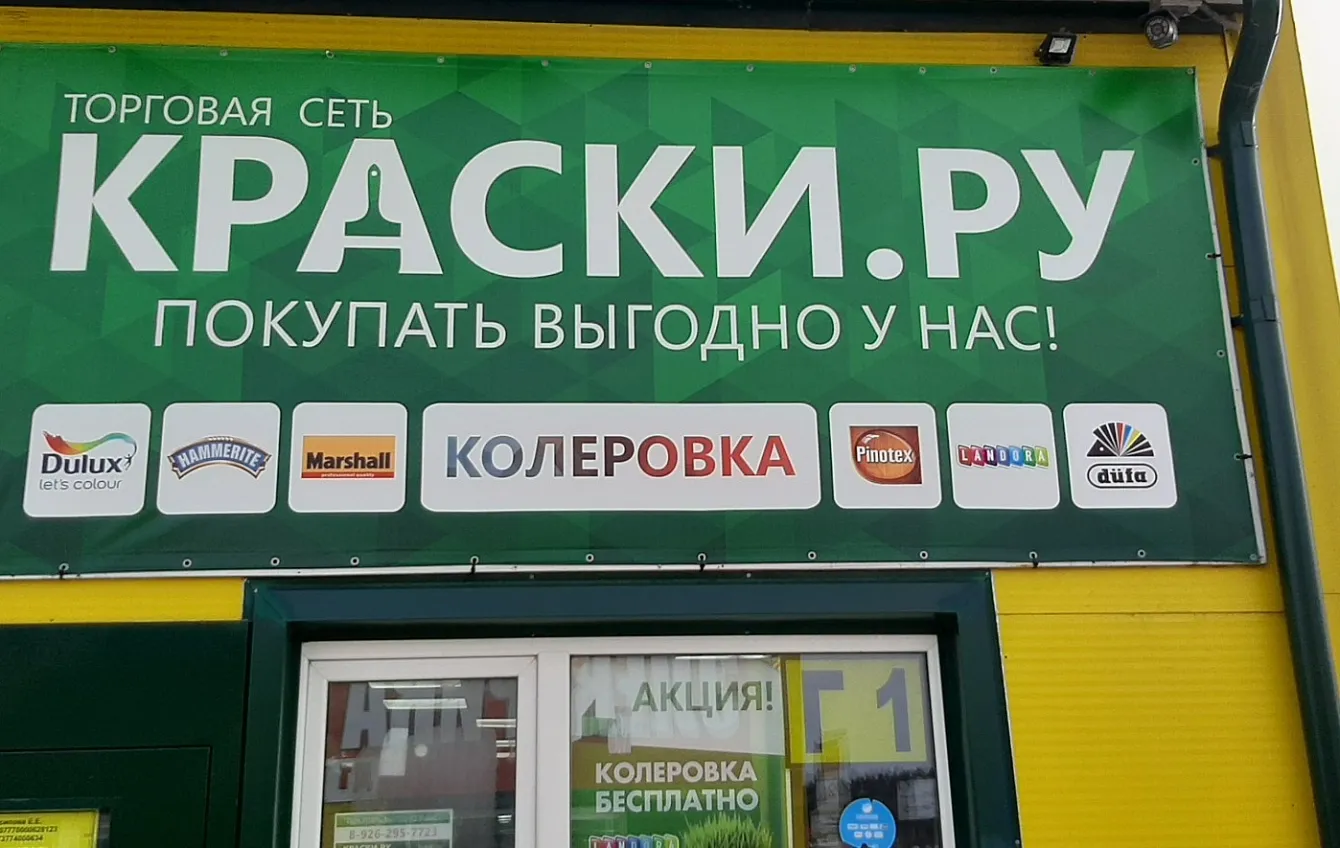 ТОРГОВАЯ СЕТЬ
КРАСКИ.РУ
ПОКУПАТЬ ВЫГОДНО У НАС!
Dulux
let's colour
HAMMERITE
Marshall
КОЛЕРОВКА
Pinotex
LANDORA
düfa
АКЦИЯ!
Г 1
КОЛЕРОВКА
БЕСПЛАТНО
8-926-295-7723
LANDORA